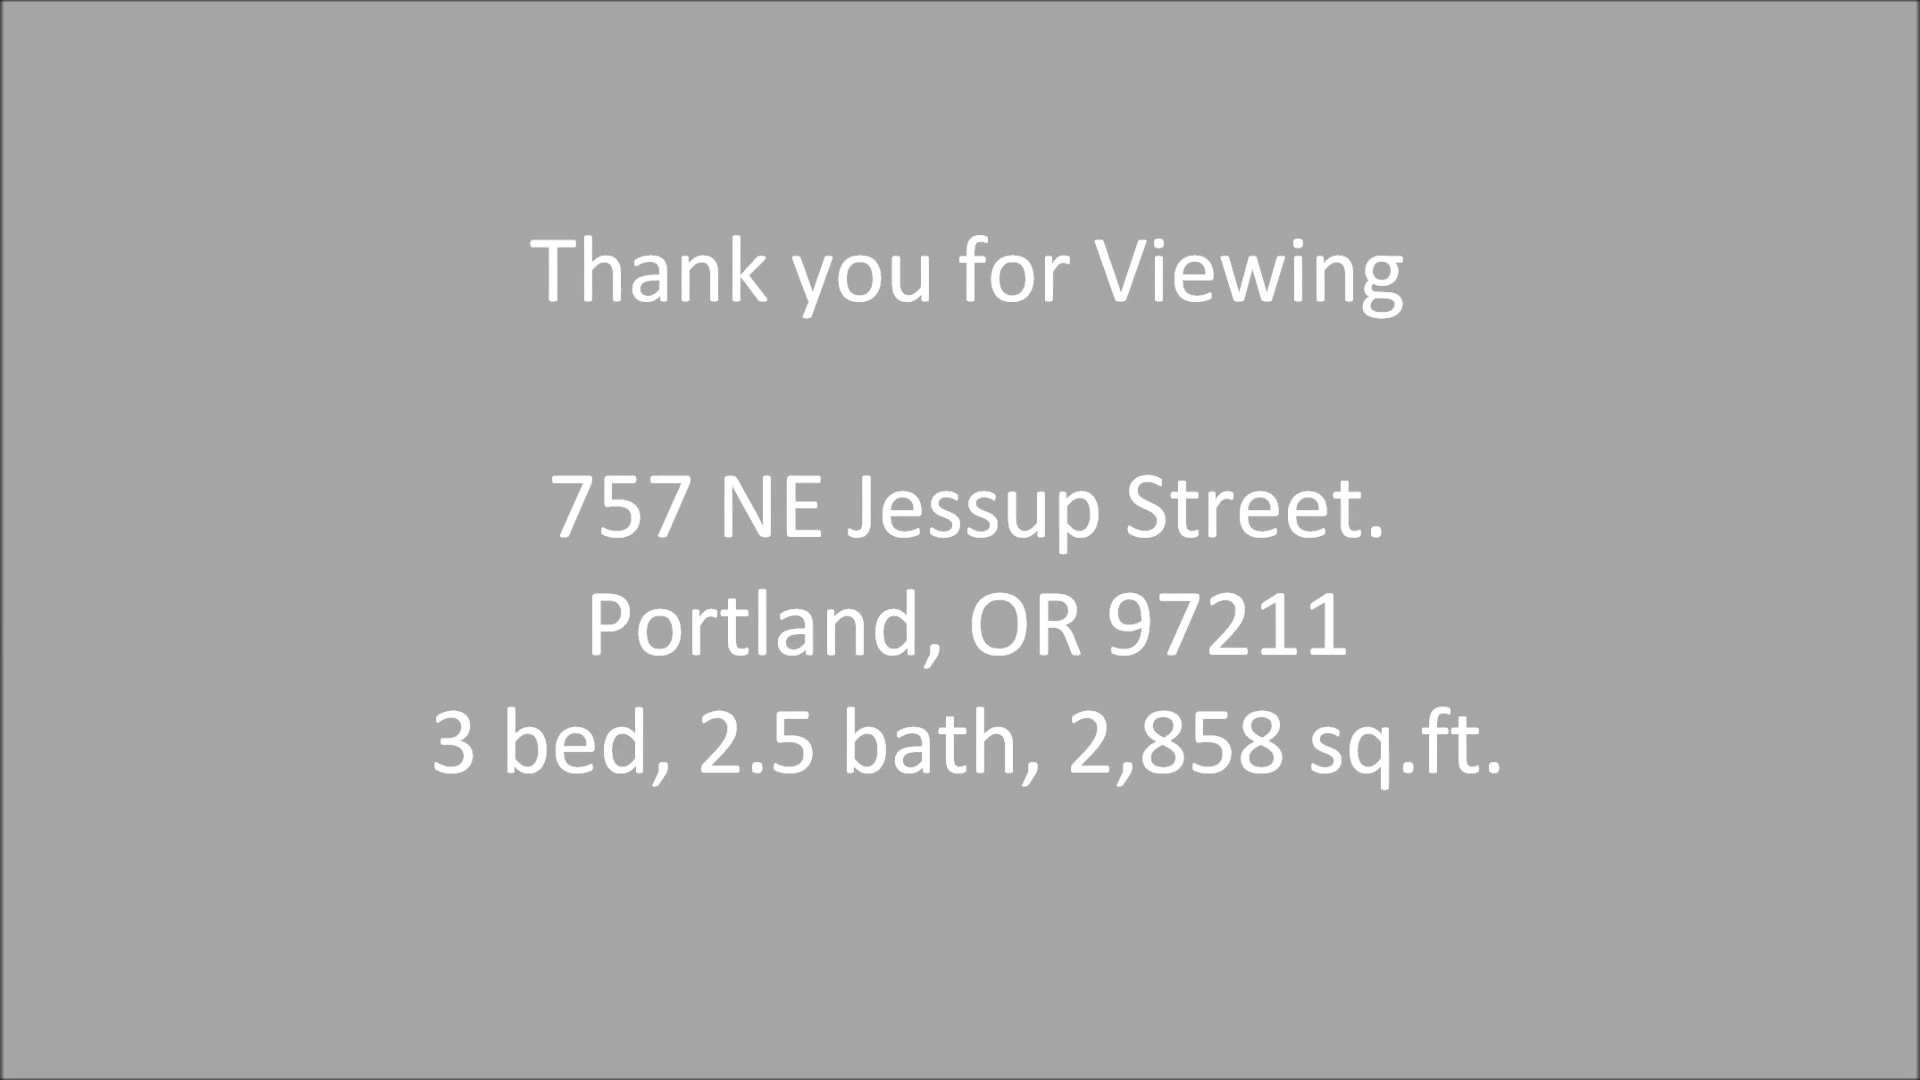 Thank you for Viewing
757 NE Jessup Street.
Portland, OR 97211
3 bed, 2.5 bath, 2,858 sq.ft.